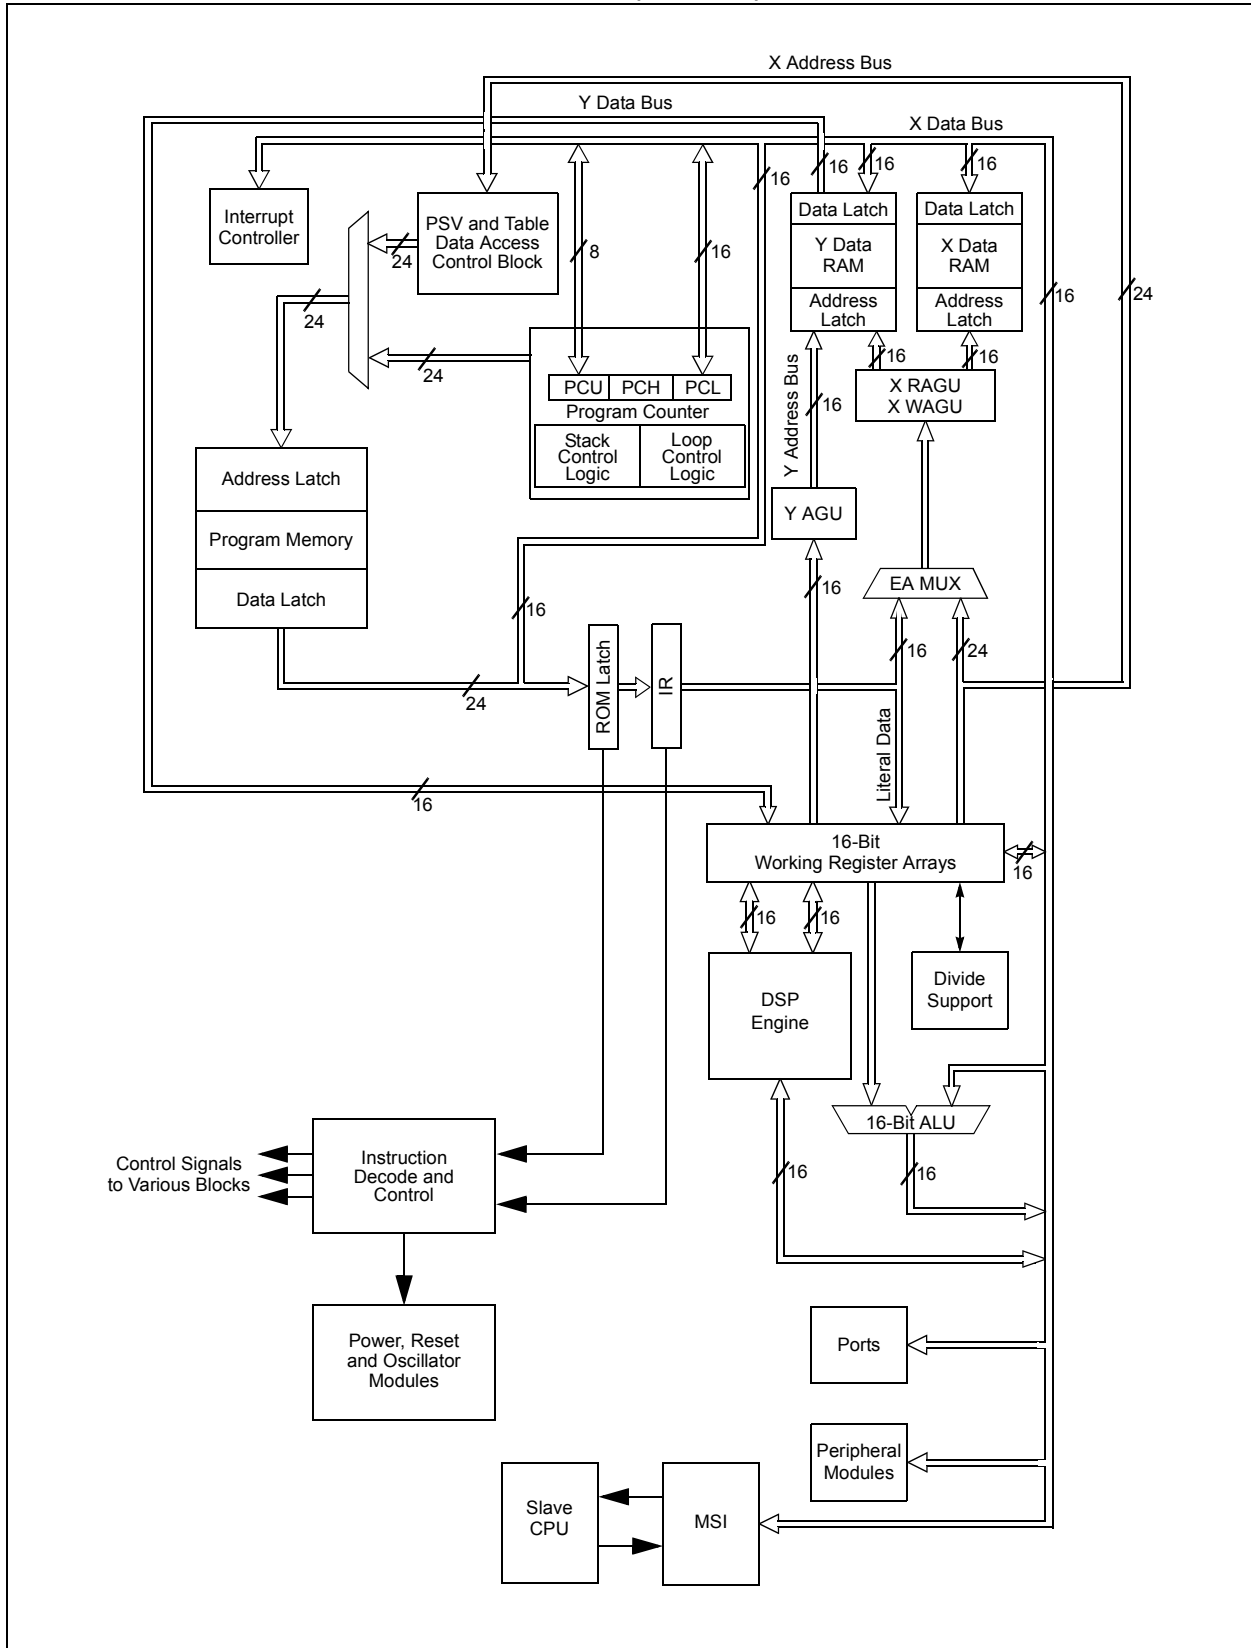 X Address Bus
Y Data Bus
X Data Bus
16
16
16
16
Interrupt
Controller
PSV and Table
Data Access
Control Block
24
8
16
Data Latch
Y Data
RAM
Address
Latch
Data Latch
X Data
RAM
Address
Latch
16
24
24
24
16
16
PCU
PCH
PCL
Program Counter
Stack
Control
Logic
Loop
Control
Logic
X RAGU
X WAGU
Y Address Bus
16
Address Latch
Program Memory
Data Latch
Y AGU
EA MUX
16
16
16
24
24
ROM Latch
IR
Literal Data
16
16-Bit
Working Register Arrays
16
16
16
DSP
Engine
Divide
Support
16-Bit ALU
16
16
Control Signals
to Various Blocks
Instruction
Decode and
Control
Power, Reset
and Oscillator
Modules
Ports
Peripheral
Modules
Slave
CPU
MSI